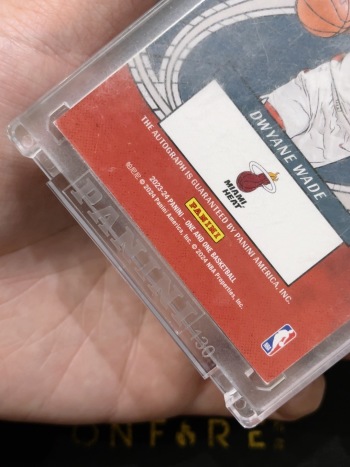 DWYANE WADE
MIAMI
HEAT
THE AUTOGRAPH IS GUARANTEED BY PANINI AMERICA, INC.
PANINI
2023-24 PANINI - ONE AND ONE BASKETBALL
© 2024 Panini America, Inc. © 2024 NBA Properties, Inc.
PANINI
130
ONFIRE